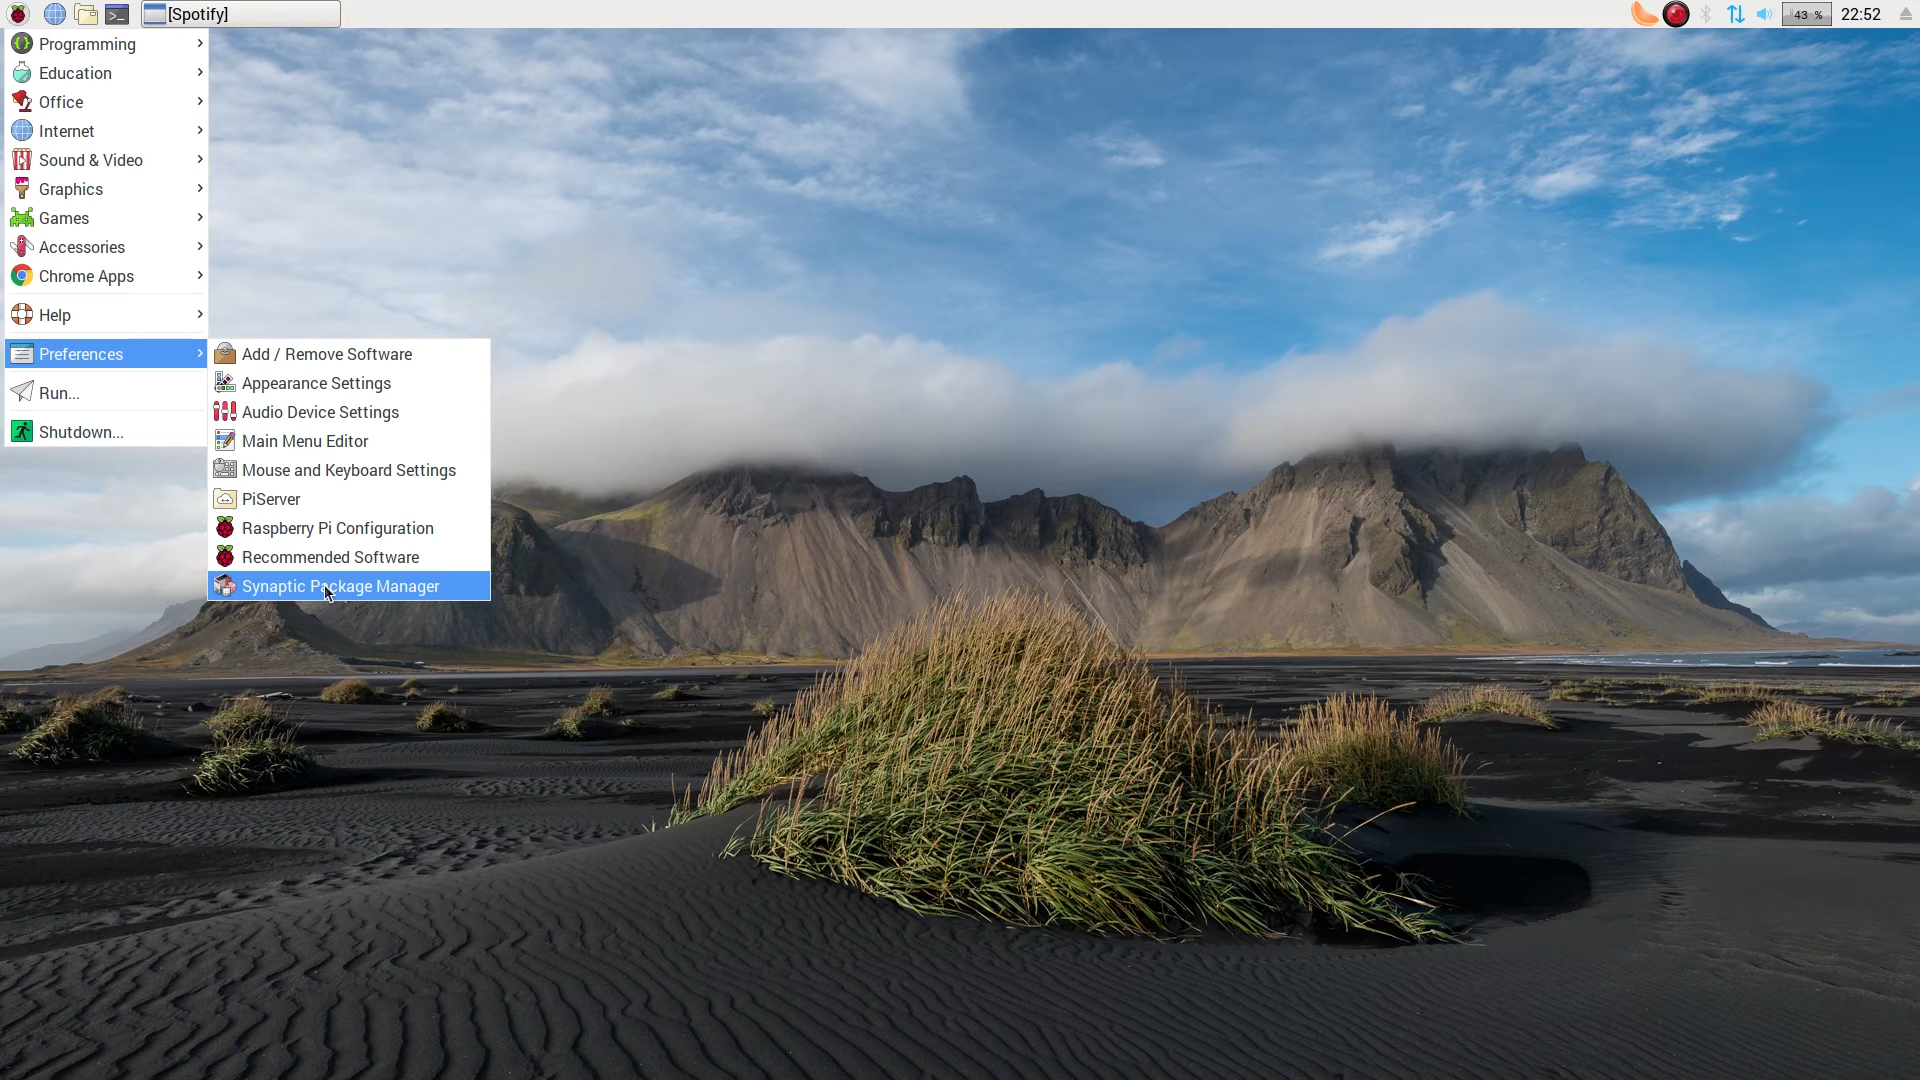 [Spotify]
43 %
22:52
Programming
Education
Office
Internet
Sound & Video
Graphics
Games
Accessories
Chrome Apps
Help
Preferences
Run...
Shutdown...
Add / Remove Software
Appearance Settings
Audio Device Settings
Main Menu Editor
Mouse and Keyboard Settings
PiServer
Raspberry Pi Configuration
Recommended Software
Synaptic Package Manager